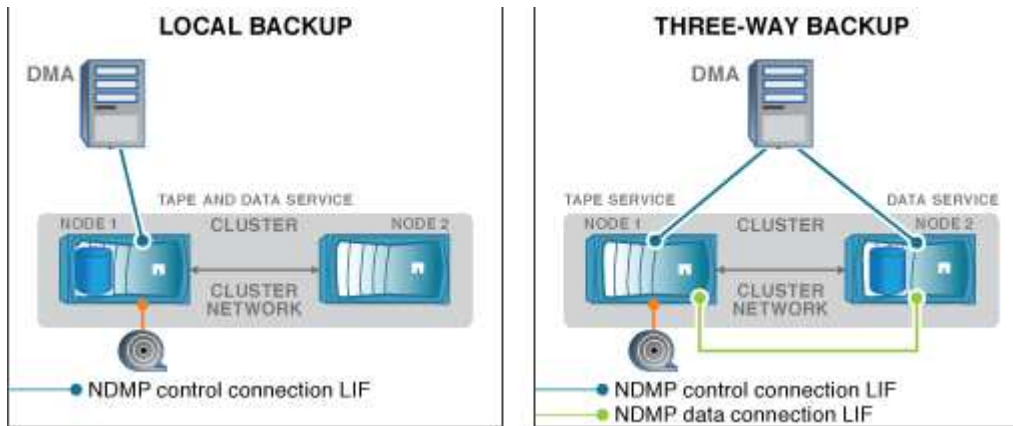 LOCAL BACKUP
DMA
TAPE AND DATA SERVICE
NODE 1
CLUSTER
NODE 2
CLUSTER
NETWORK
NDMP control connection LIF
THREE-WAY BACKUP
DMA
TAPE SERVICE
DATA SERVICE
NODE 1
CLUSTER
NODE 2
CLUSTER
NETWORK
NDMP control connection LIF
NDMP data connection LIF